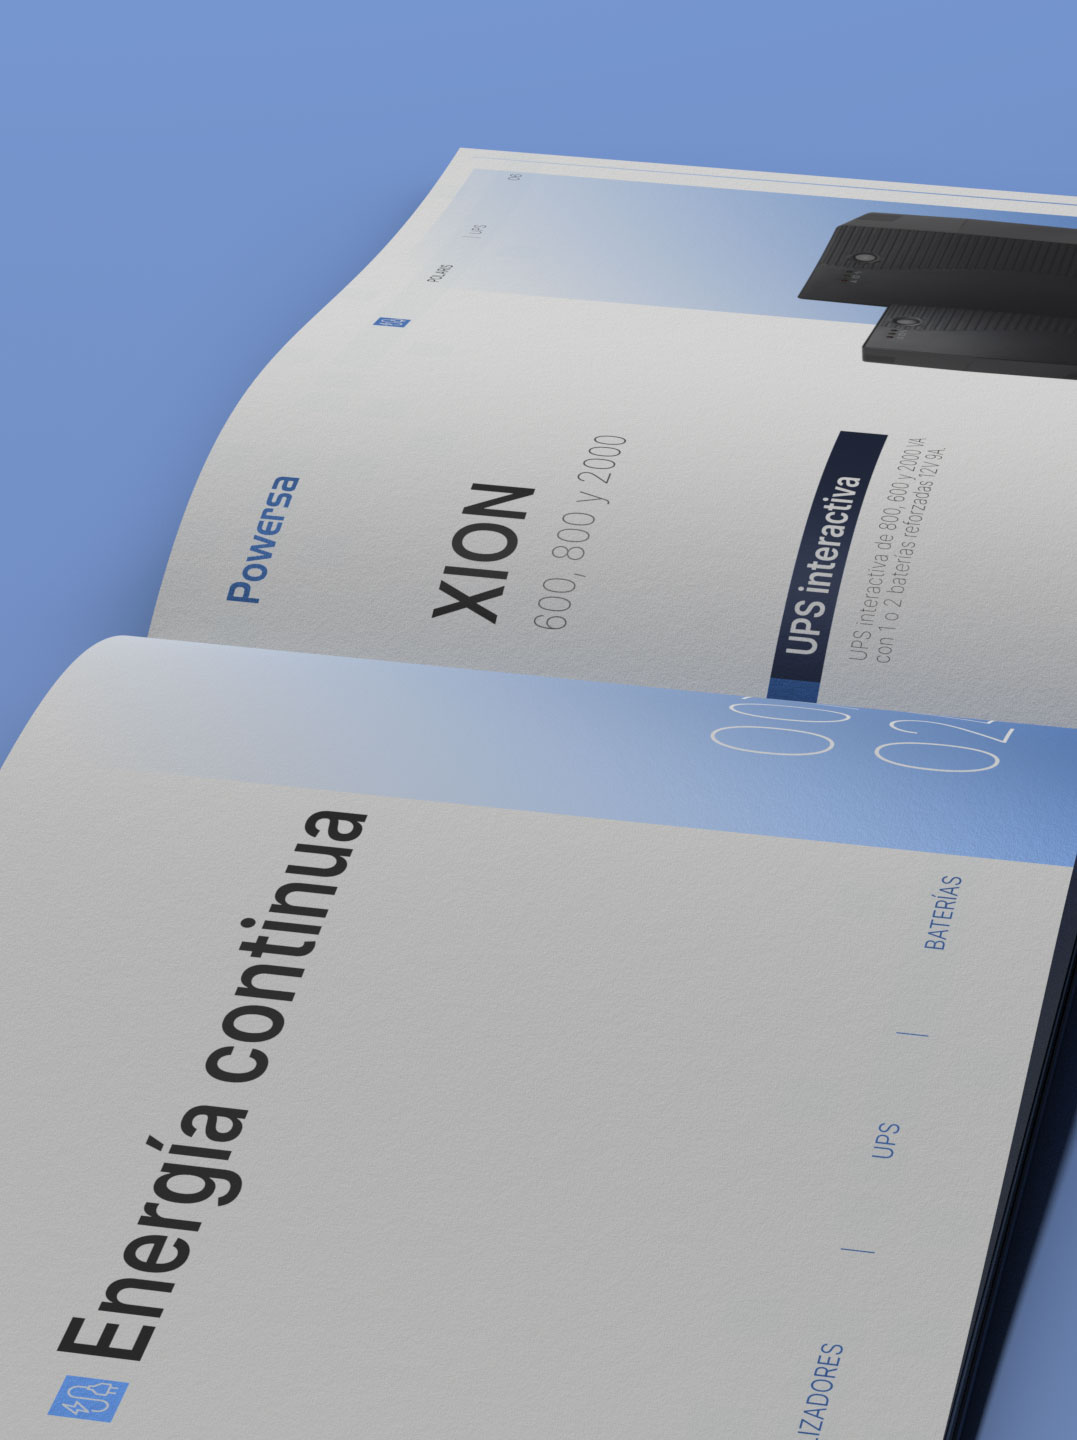 Energía continua
LIZADORES | UPS | BATERÍAS
00
02
Powersa
XION
600, 800 y 2000
UPS interactiva
UPS interactiva de 800, 600 y 2000 VA
con 1 o 2 baterías reforzadas 12V 9A.
POLARIS | UPS
06